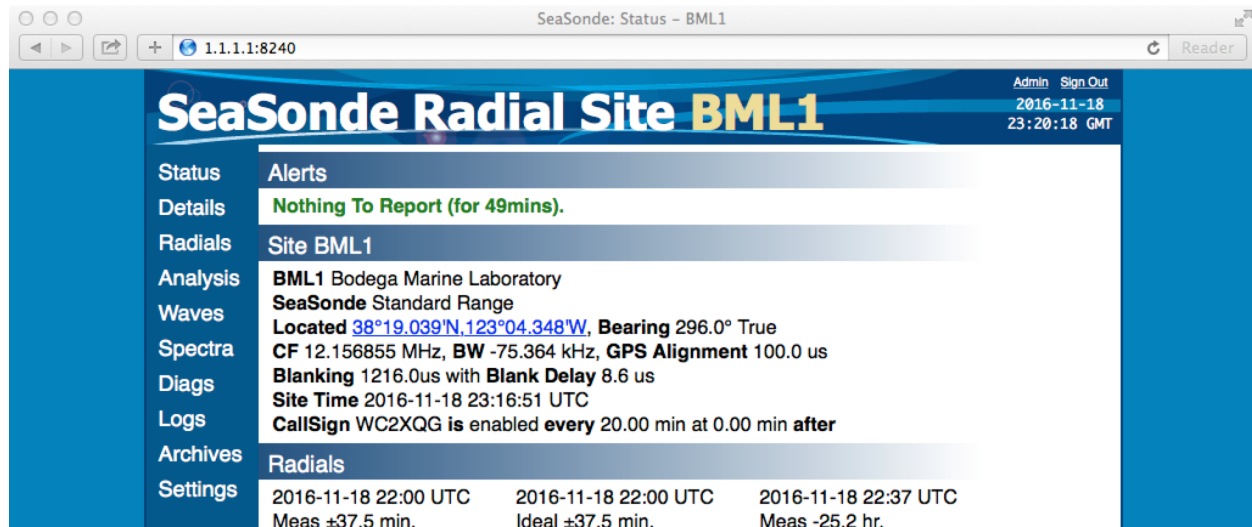 SeaSonde: Status – BML1
1.1.1.1:8240
Reader
Admin Sign Out
SeaSonde Radial Site BML1
2016-11-18
23:20:18 GMT
Status
Details
Radials
Analysis
Waves
Spectra
Diags
Logs
Archives
Settings
Alerts
Nothing To Report (for 49mins).
Site BML1
BML1 Bodega Marine Laboratory
SeaSonde Standard Range
Located 38°19.039'N,123°04.348'W, Bearing 296.0° True
CF 12.156855 MHz, BW -75.364 kHz, GPS Alignment 100.0 us
Blanking 1216.0us with Blank Delay 8.6 us
Site Time 2016-11-18 23:16:51 UTC
CallSign WC2XQG is enabled every 20.00 min at 0.00 min after
Radials
2016-11-18 22:00 UTC 2016-11-18 22:00 UTC 2016-11-18 22:37 UTC
Meas ±37.5 min. Ideal ±37.5 min. Meas -25.2 hr.